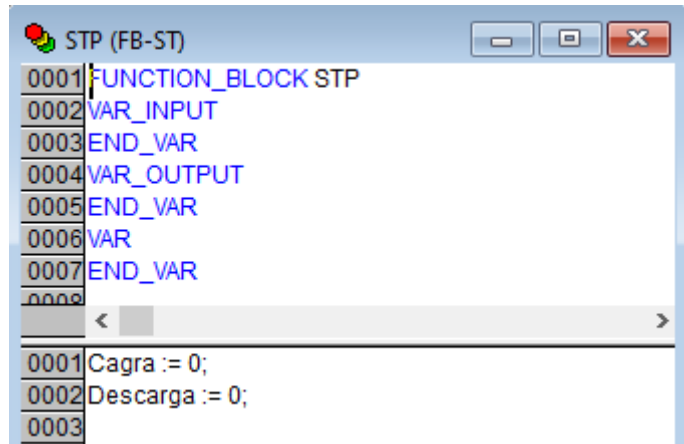 STP (FB-ST)
0001 FUNCTION_BLOCK STP
0002 VAR_INPUT
0003 END_VAR
0004 VAR_OUTPUT
0005 END_VAR
0006 VAR
0007 END_VAR
0008
0001 Cagra := 0;
0002 Descarga := 0;
0003